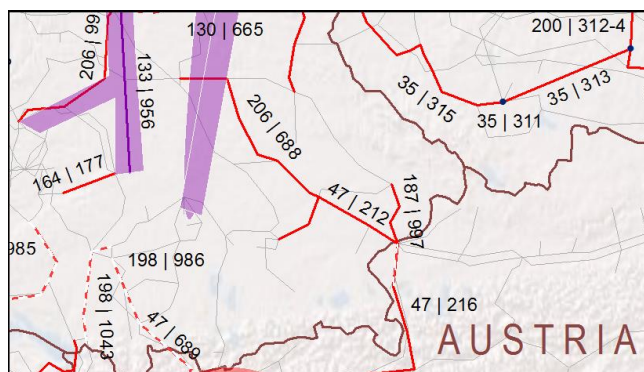 200 | 312-4
130 | 665
206 | 99
133 | 956
35 | 315
35 | 313
35 | 311
206 | 688
164 | 177
47 | 212
187 | 997
985
198 | 986
198 | 1043
47 | 689
47 | 216
AUSTRIA